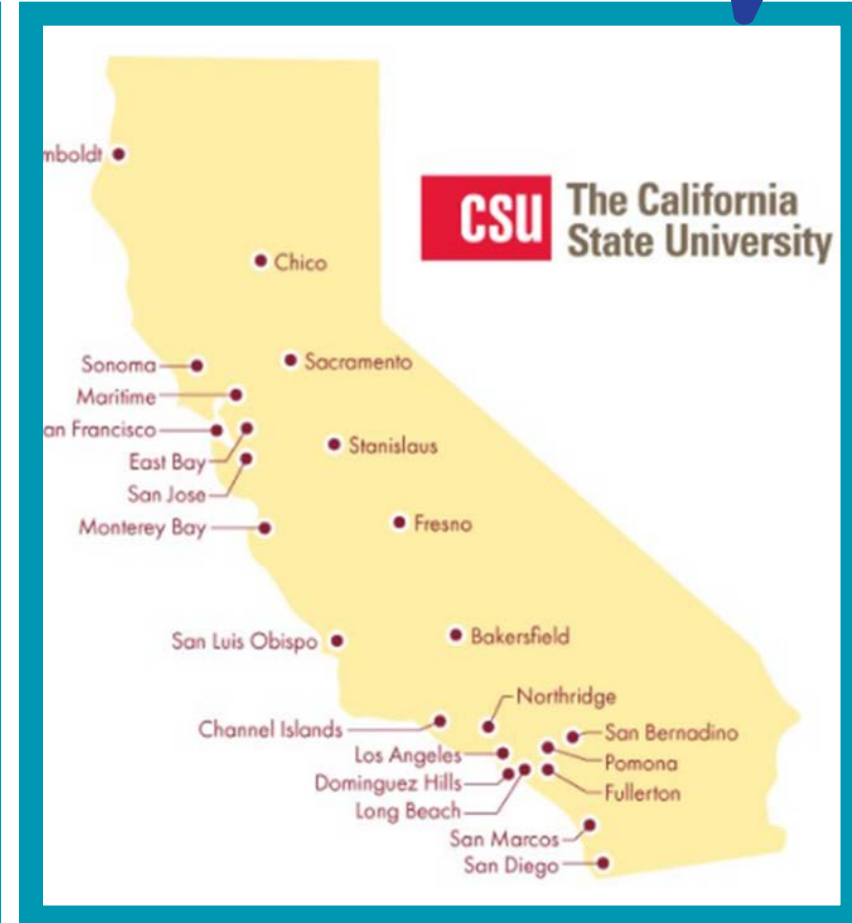 mboldt
CSU
The California
State University
Chico
Sonoma
Sacramento
Maritime
an Francisco
East Bay
Stanislaus
San Jose
Monterey Bay
Fresno
San Luis Obispo
Bakersfield
Northridge
Channel Islands
San Bernadino
Los Angeles
Pomona
Dominguez Hills
Fullerton
Long Beach
San Marcos
San Diego